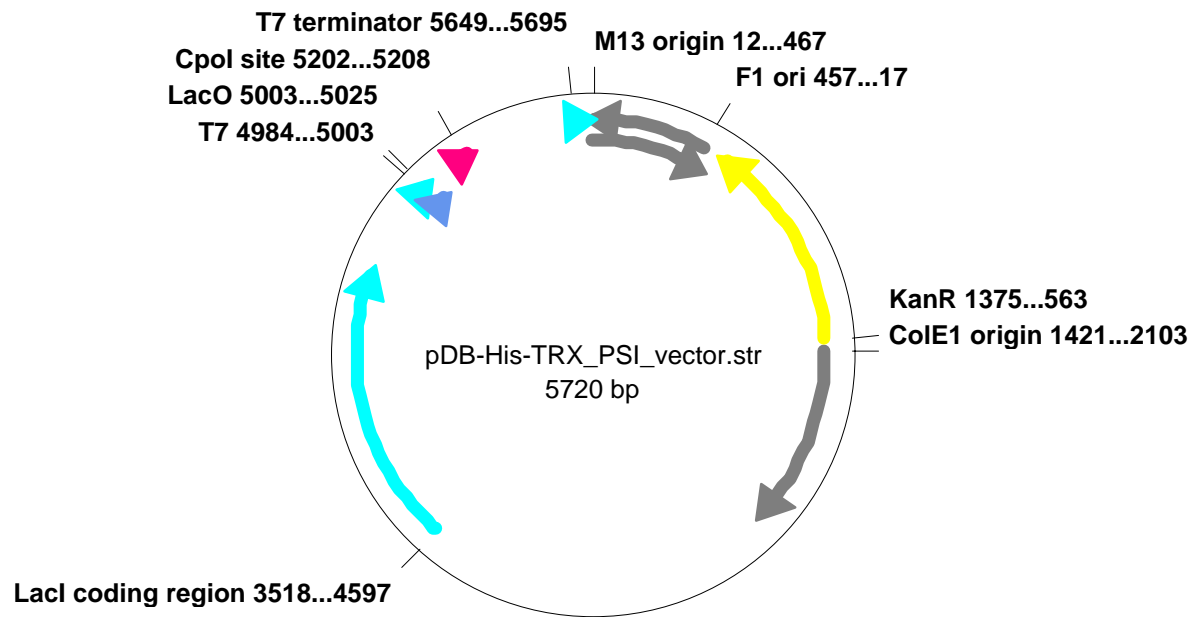 T7 terminator 5649...5695
M13 origin 12...467
CpoI site 5202...5208
F1 ori 457...17
LacO 5003...5025
T7 4984...5003
KanR 1375...563
ColE1 origin 1421...2103
pDB-His-TRX_PSI_vector.str
5720 bp
LacI coding region 3518...4597